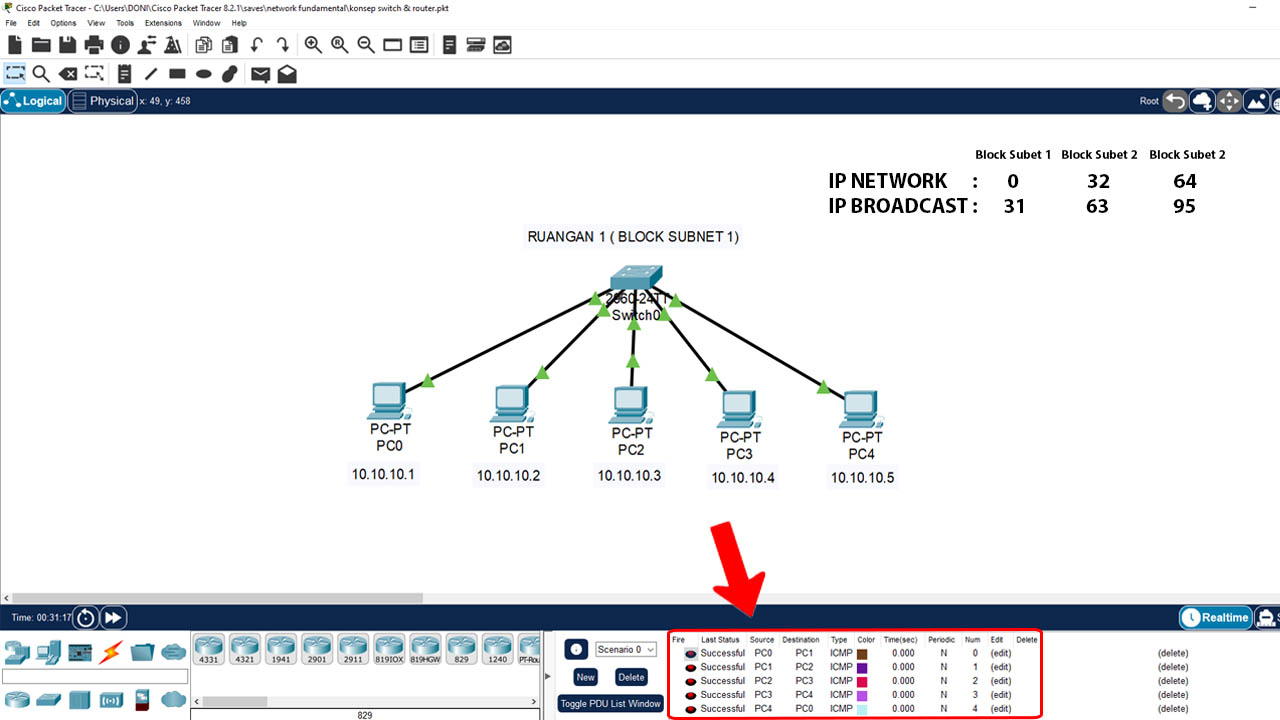 Cisco Packet Tracer - C:\Users\DONI\Cisco Packet Tracer 8.2.1\saves\network fundamental\konsep switch & router.pkt
File Edit Options View Tools Extensions Window Help
Logical Physical x: 49, y: 458 Root
Block Subet 1 Block Subet 2 Block Subet 2
IP NETWORK : 0 32 64
IP BROADCAST : 31 63 95
RUANGAN 1 ( BLOCK SUBNET 1)
2960-24TT
Switch0
PC-PT PC-PT PC-PT PC-PT PC-PT
PC0 PC1 PC2 PC3 PC4
10.10.10.1 10.10.10.2 10.10.10.3 10.10.10.4 10.10.10.5
Time: 00:31:17 Realtime
4331 4321 1941 2901 2911 819IOX 819HGW 829 1240 PT-Rou
829
Scenario 0
New Delete
Toggle PDU List Window
Fire Last Status Source Destination Type Color Time(sec) Periodic Num Edit Delete
Successful PC0 PC1 ICMP 0.000 N 0 (edit) (delete)
Successful PC1 PC2 ICMP 0.000 N 1 (edit) (delete)
Successful PC2 PC3 ICMP 0.000 N 2 (edit) (delete)
Successful PC3 PC4 ICMP 0.000 N 3 (edit) (delete)
Successful PC4 PC0 ICMP 0.000 N 4 (edit) (delete)